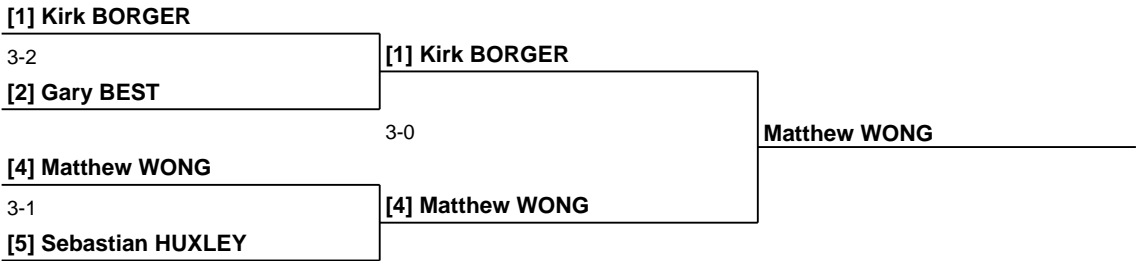 [1] Kirk BORGER
3-2
[1] Kirk BORGER
[2] Gary BEST
3-0
Matthew WONG
[4] Matthew WONG
3-1
[4] Matthew WONG
[5] Sebastian HUXLEY